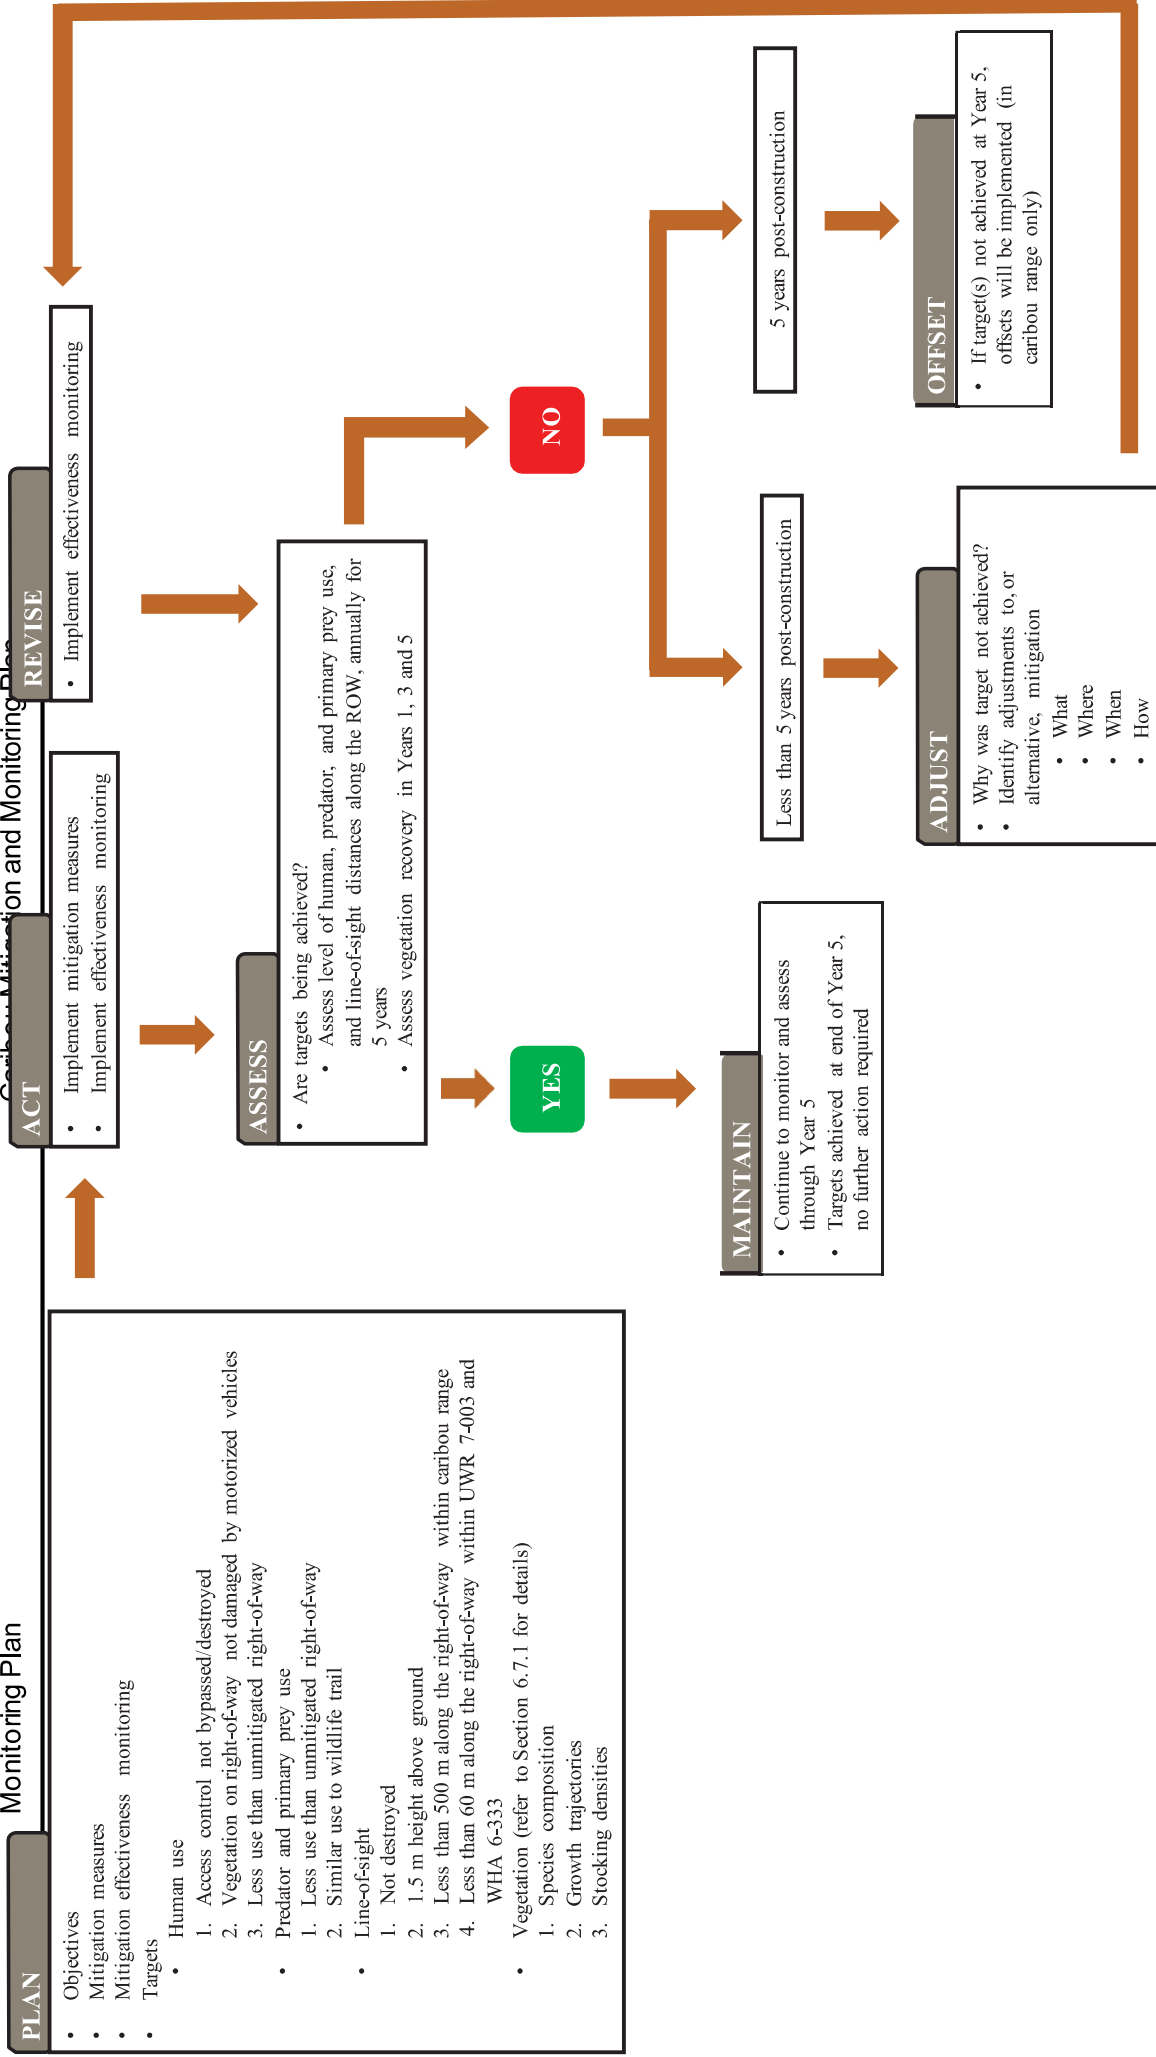 Caribou Mitigation and Monitoring Plan
Monitoring Plan
PLAN
• Objectives
• Mitigation measures
• Mitigation effectiveness monitoring
• Targets
• Human use
1. Access control not bypassed/destroyed
2. Vegetation on right-of-way not damaged by motorized vehicles
3. Less use than unmitigated right-of-way
• Predator and primary prey use
1. Less use than unmitigated right-of-way
2. Similar use to wildlife trail
• Line-of-sight
1. Not destroyed
2. 1.5 m height above ground
3. Less than 500 m along the right-of-way within caribou range
4. Less than 60 m along the right-of-way within UWR 7-003 and
WHA 6-333
• Vegetation (refer to Section 6.7.1 for details)
1. Species composition
2. Growth trajectories
3. Stocking densities
ACT
• Implement mitigation measures
• Implement effectiveness monitoring
REVISE
• Implement effectiveness monitoring
ASSESS
• Are targets being achieved?
• Assess level of human, predator, and primary prey use,
and line-of-sight distances along the ROW, annually for
5 years
• Assess vegetation recovery in Years 1, 3 and 5
YES
NO
MAINTAIN
• Continue to monitor and assess
through Year 5
• Targets achieved at end of Year 5,
no further action required
Less than 5 years post-construction
5 years post-construction
ADJUST
• Why was target not achieved?
• Identify adjustments to, or
alternative, mitigation
• What
• Where
• When
• How
OFFSET
• If target(s) not achieved at Year 5,
offsets will be implemented (in
caribou range only)